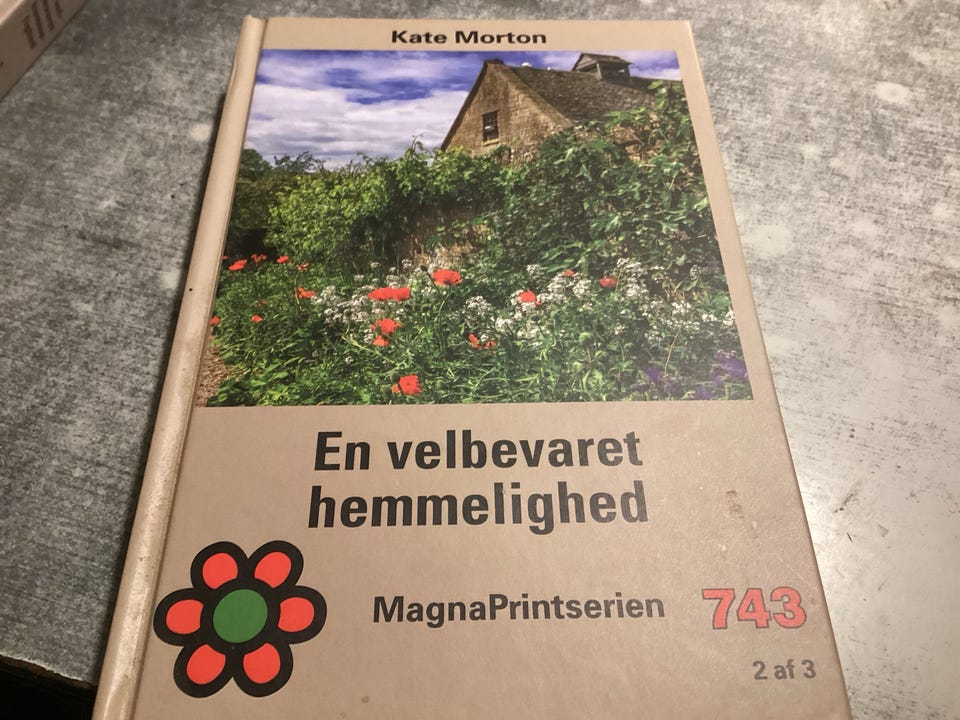 Kate Morton
En velbevaret
hemmelighed
MagnaPrintserien 743
2 af 3